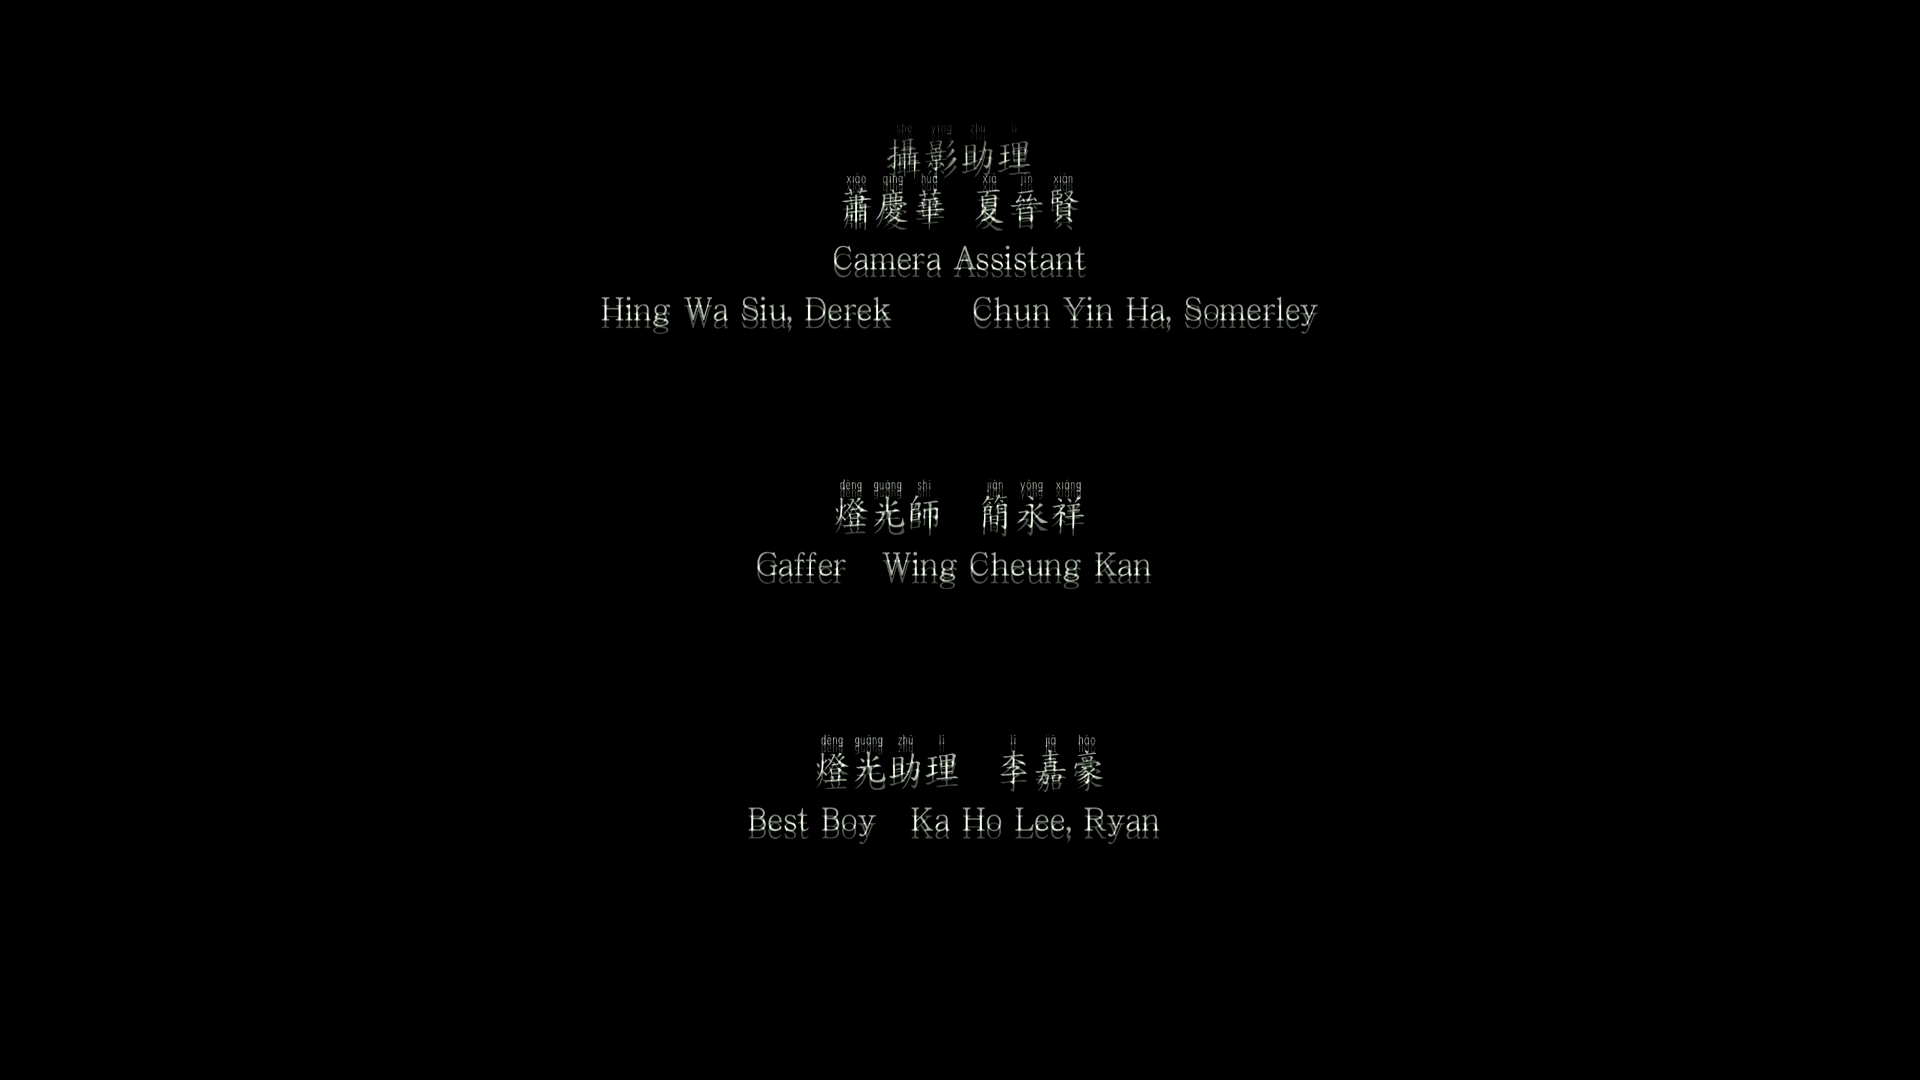 shè yǐng zhù lǐ
攝影助理
xiāo qìng huá xià jìn xián
蕭慶華 夏晉賢
Camera Assistant
Hing Wa Siu, Derek Chun Yin Ha, Somerley
dēng guāng shī jiǎn yǒng xiáng
燈光師 簡永祥
Gaffer Wing Cheung Kan
dēng guāng zhù lǐ lǐ jiā háo
燈光助理 李嘉豪
Best Boy Ka Ho Lee, Ryan